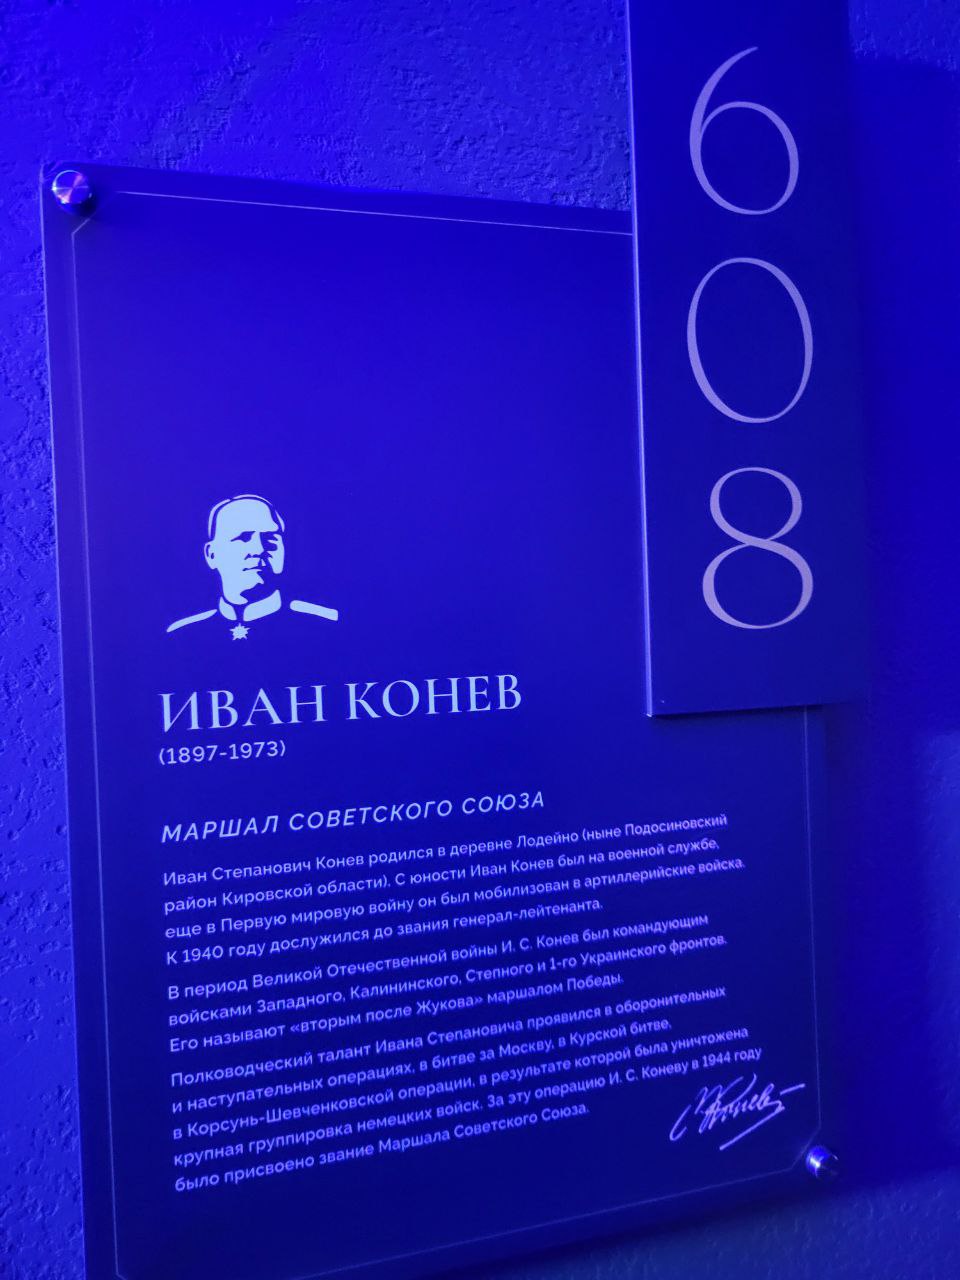 608
ИВАН КОНЕВ
(1897-1973)
МАРШАЛ СОВЕТСКОГО СОЮЗА
Иван Степанович Конев родился в деревне Лодейно (ныне Подосиновский
район Кировской области). С юности Иван Конев был на военной службе,
еще в Первую мировую войну он был мобилизован в артиллерийские войска.
К 1940 году дослужился до звания генерал-лейтенанта.
В период Великой Отечественной войны И. С. Конев был командующим
войсками Западного, Калининского, Степного и 1-го Украинского фронтов.
Его называют «вторым после Жукова» маршалом Победы.
Полководческий талант Ивана Степановича проявился в оборонительных
и наступательных операциях, в битве за Москву, в Курской битве,
в Корсунь-Шевченковской операции, в результате которой была уничтожена
крупная группировка немецких войск. За эту операцию И. С. Коневу в 1944 году
было присвоено звание Маршала Советского Союза.